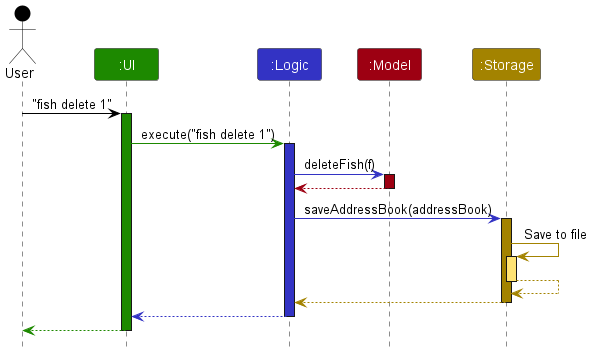 User
:UI
:Logic
:Model
:Storage
"fish delete 1"
execute("fish delete 1")
deleteFish(f)
saveAddressBook(addressBook)
Save to file